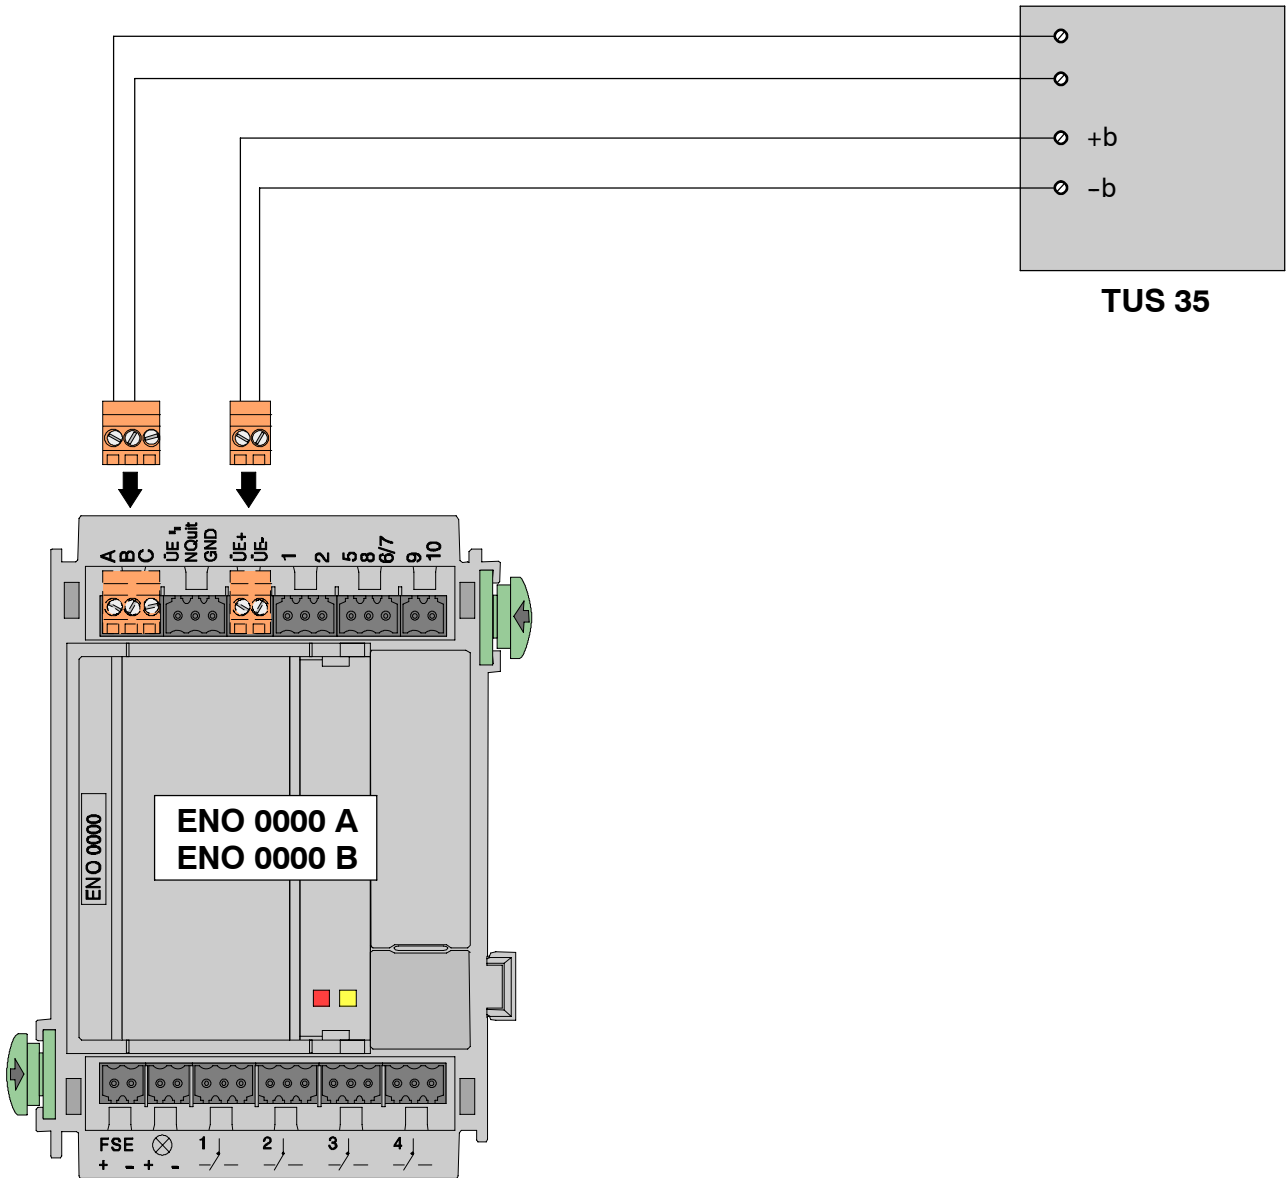 +b
–b
TUS 35
A
B
C
ÜE
NQuit
GND
ÜE+
ÜE-
1
2
5
8
6/7
9
10
ENO 0000 A
ENO 0000 B
ENO 0000
FSE 1 2 3 4
+ - + -